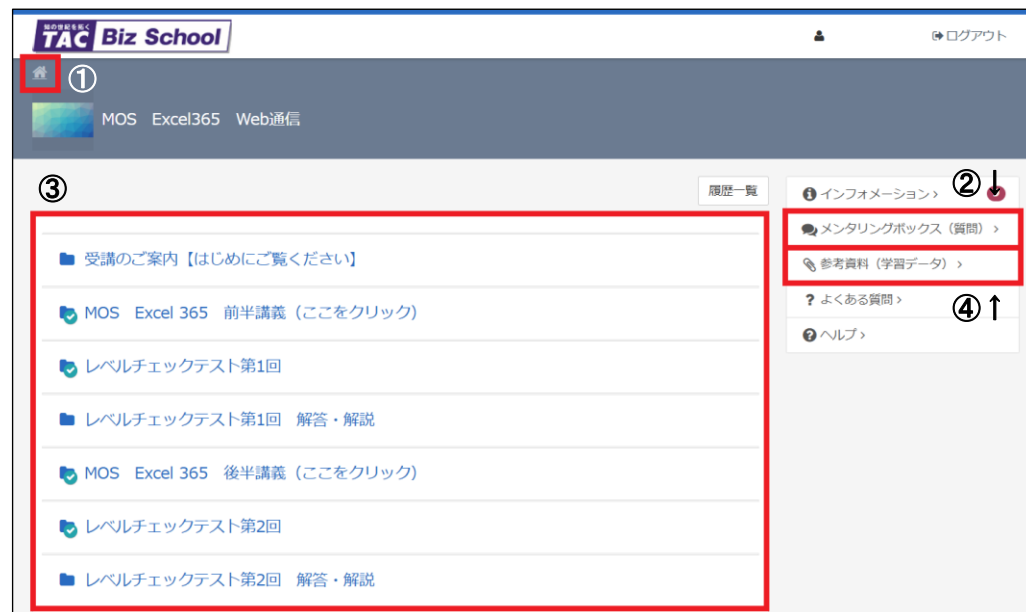 知の世紀を拓く
TAC Biz School
ログアウト
①
MOS Excel365 Web通信
③
履歴一覧
受講のご案内【はじめにご覧ください】
MOS Excel 365 前半講義（ここをクリック）
レベルチェックテスト第1回
レベルチェックテスト第1回 解答・解説
MOS Excel 365 後半講義（ここをクリック）
レベルチェックテスト第2回
レベルチェックテスト第2回 解答・解説
インフォメーション ›
②↓
メンタリングボックス（質問） ›
参考資料（学習データ） ›
? よくある質問 ›
④↑
ヘルプ ›